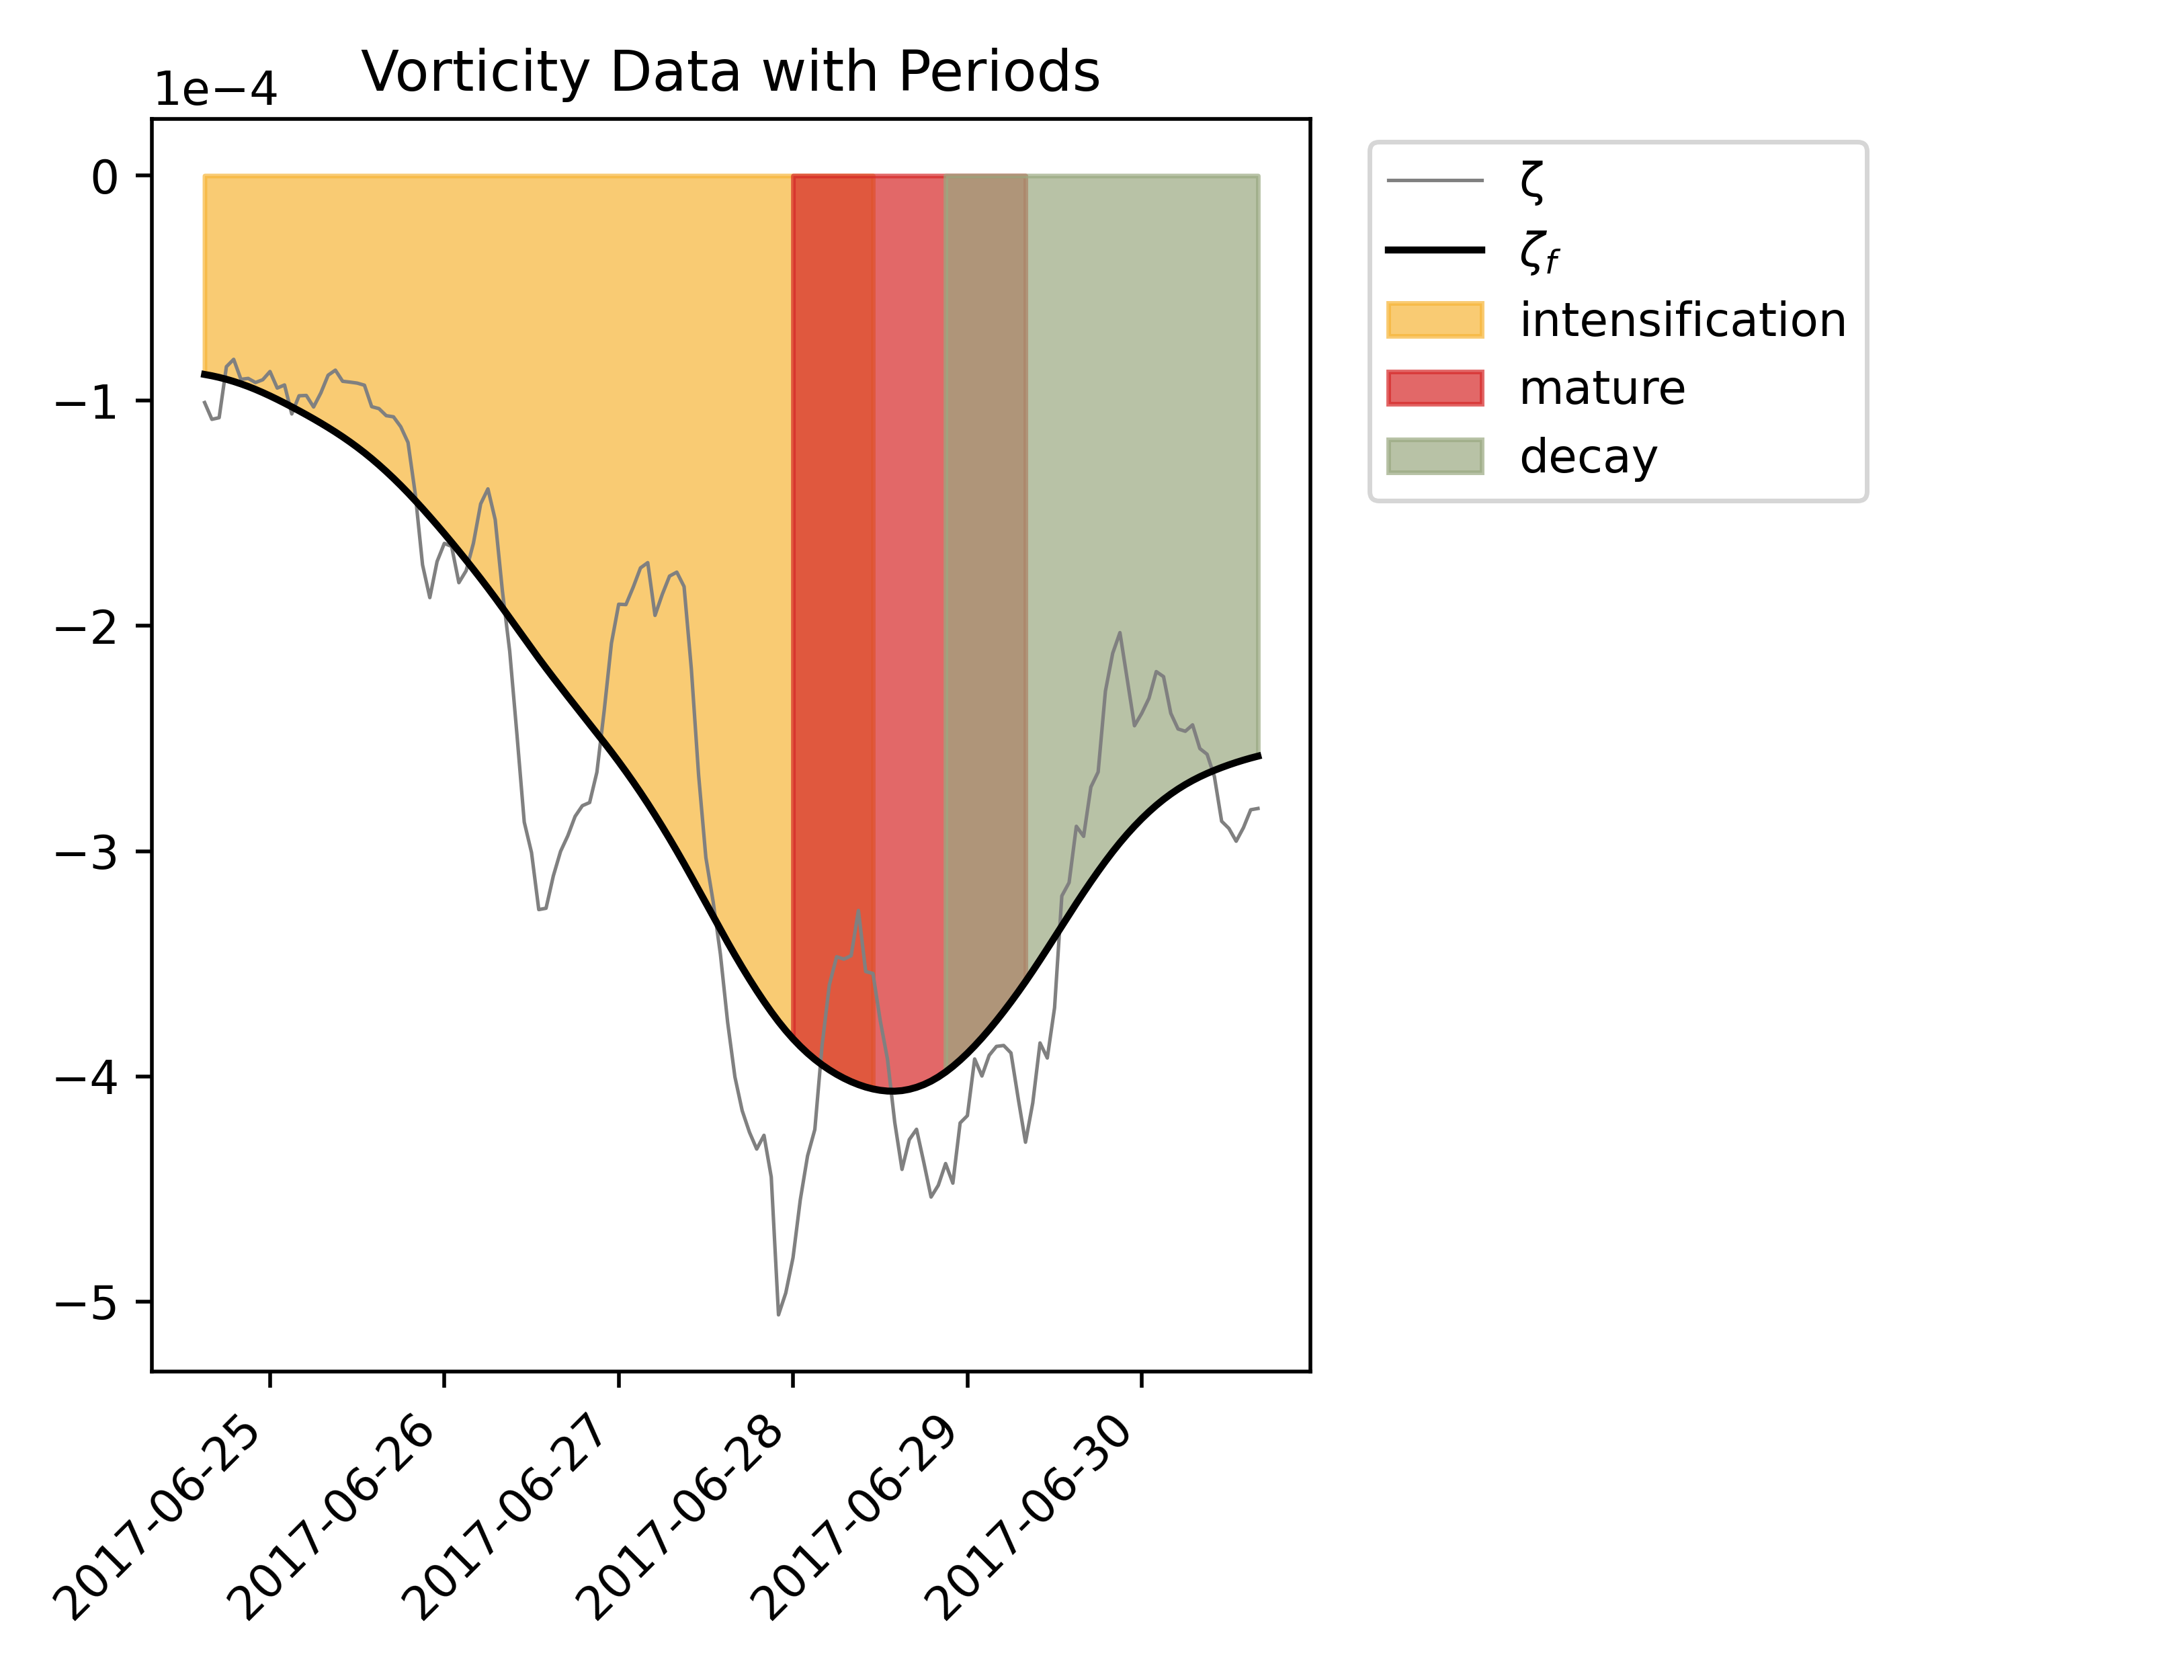 Vorticity Data with Periods
1e−4
0
−1
−2
−3
−4
−5
2017-06-25
2017-06-26
2017-06-27
2017-06-28
2017-06-29
2017-06-30
ζ
ζf
intensification
mature
decay